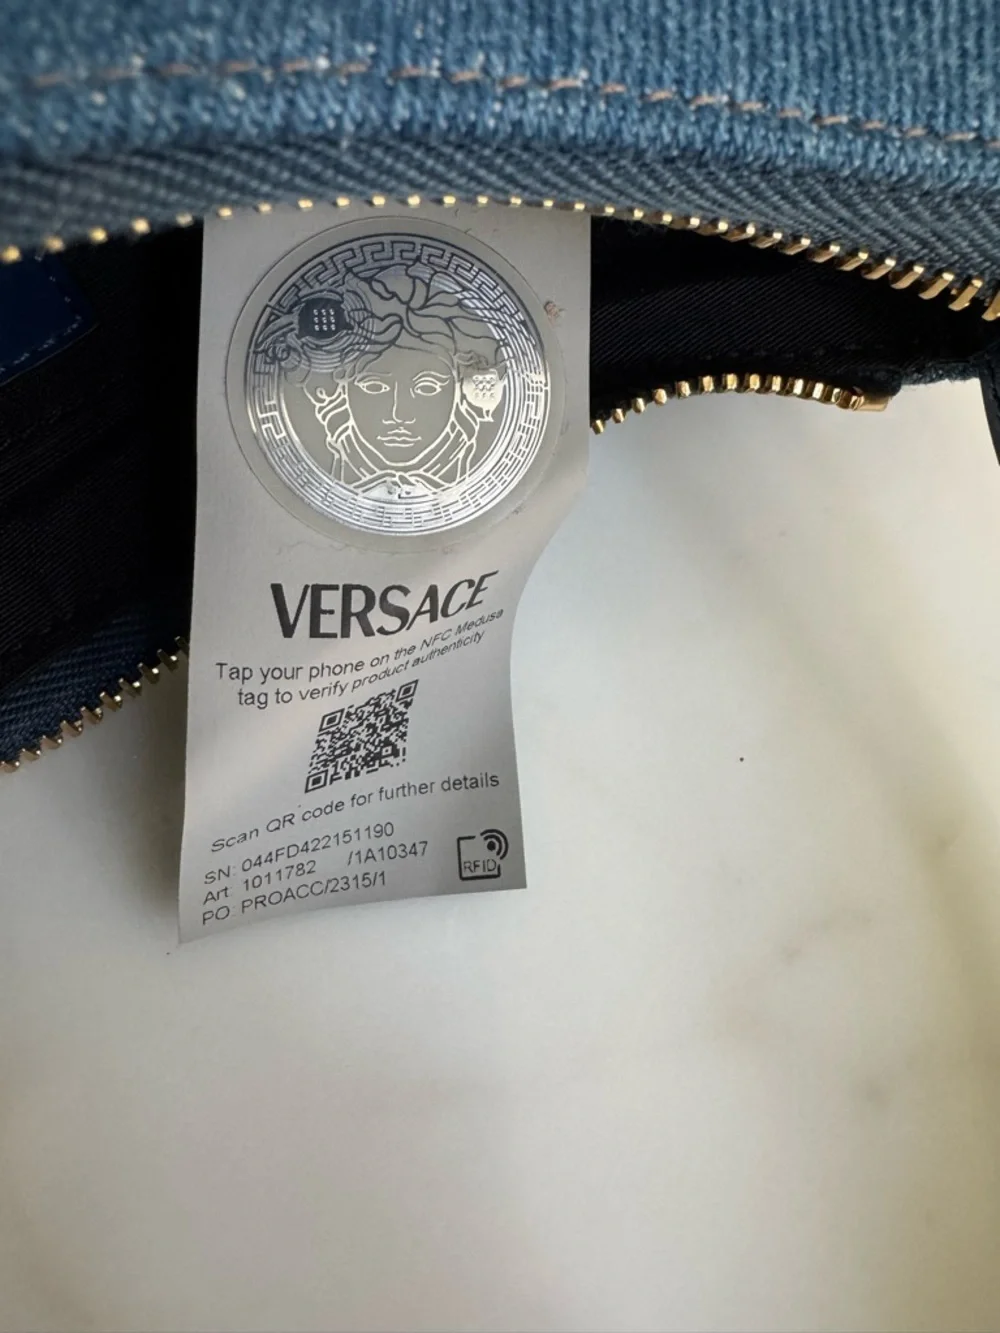 VERSACE
Tap your phone on the NFC Medusa
tag to verify product authenticity
Scan QR code for further details
SN: 044FD422151190
Art: 1011782 /1A10347
PO: PROACC/2315/1
RFID